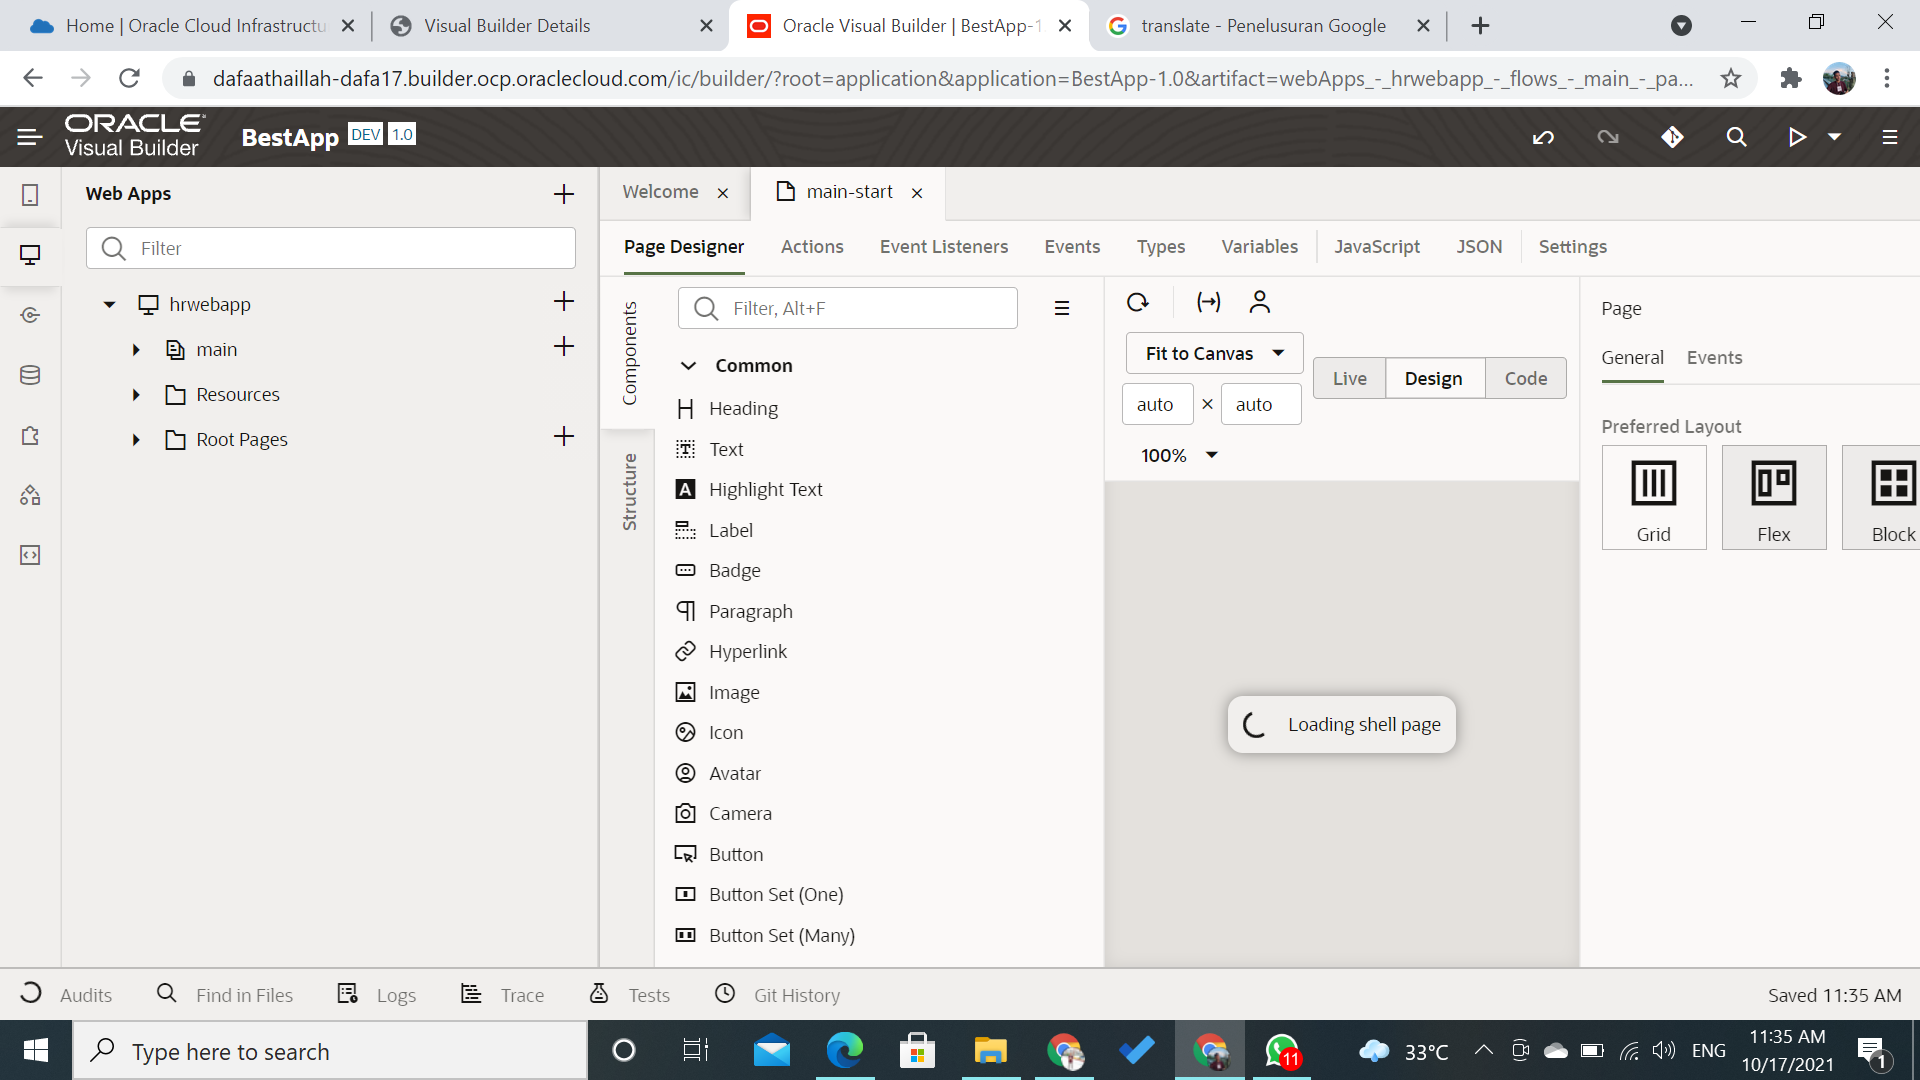 Home | Oracle Cloud Infrastructu
Visual Builder Details
Oracle Visual Builder | BestApp-1
translate - Penelusuran Google
dafaathaillah-dafa17.builder.ocp.oraclecloud.com/ic/builder/?root=application&application=BestApp-1.0&artifact=webApps_-_hrwebapp_-_flows_-_main_-_pa...
ORACLE
Visual Builder
BestApp DEV 1.0
Web Apps
Filter
hrwebapp
main
Resources
Root Pages
Welcome
main-start
Page Designer Actions Event Listeners Events Types Variables JavaScript JSON Settings
Components
Structure
Filter, Alt+F
Common
Heading
Text
Highlight Text
Label
Badge
Paragraph
Hyperlink
Image
Icon
Avatar
Camera
Button
Button Set (One)
Button Set (Many)
Fit to Canvas
auto × auto
Live Design Code
100%
Loading shell page
Page
General Events
Preferred Layout
Grid Flex Block
Audits Find in Files Logs Trace Tests Git History
Saved 11:35 AM
Type here to search
11
33°C
ENG
11:35 AM
10/17/2021
1